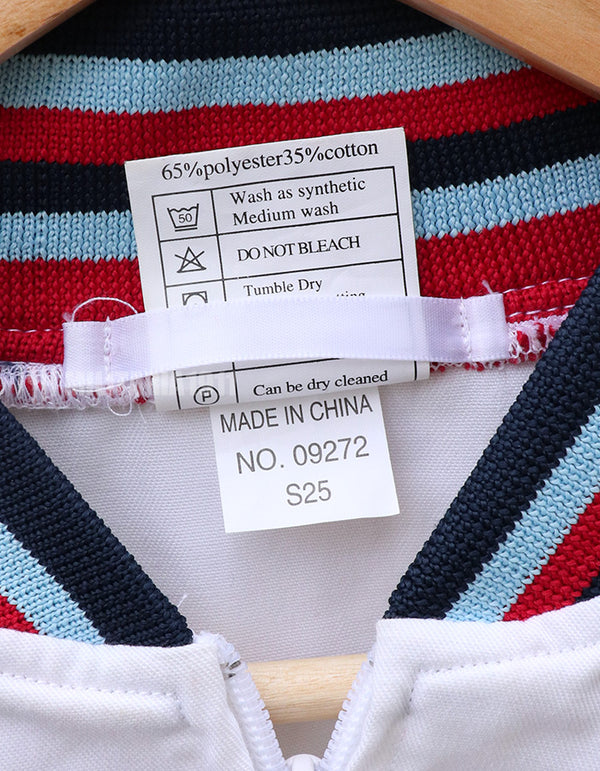 65%polyester35%cotton
50
Wash as synthetic
Medium wash
DO NOT BLEACH
Tumble Dry
P
Can be dry cleaned
MADE IN CHINA
NO. 09272
S25